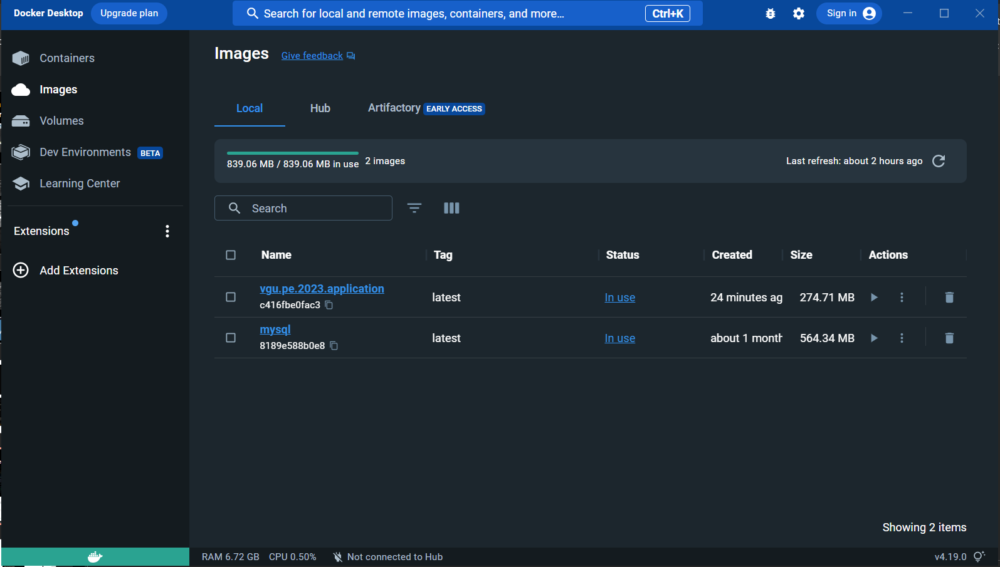 Docker Desktop
Upgrade plan
Search for local and remote images, containers, and more...
Ctrl+K
Sign in
Containers
Images
Volumes
Dev Environments BETA
Learning Center
Extensions
Add Extensions
Images
Give feedback
Local
Hub
Artifactory EARLY ACCESS
839.06 MB / 839.06 MB in use
2 images
Last refresh: about 2 hours ago
Search
Name
Tag
Status
Created
Size
Actions
vgu.pe.2023.application
c416fbe0fac3
latest
In use
24 minutes ag
274.71 MB
mysql
8189e588b0e8
latest
In use
about 1 month
564.34 MB
Showing 2 items
RAM 6.72 GB
CPU 0.50%
Not connected to Hub
v4.19.0